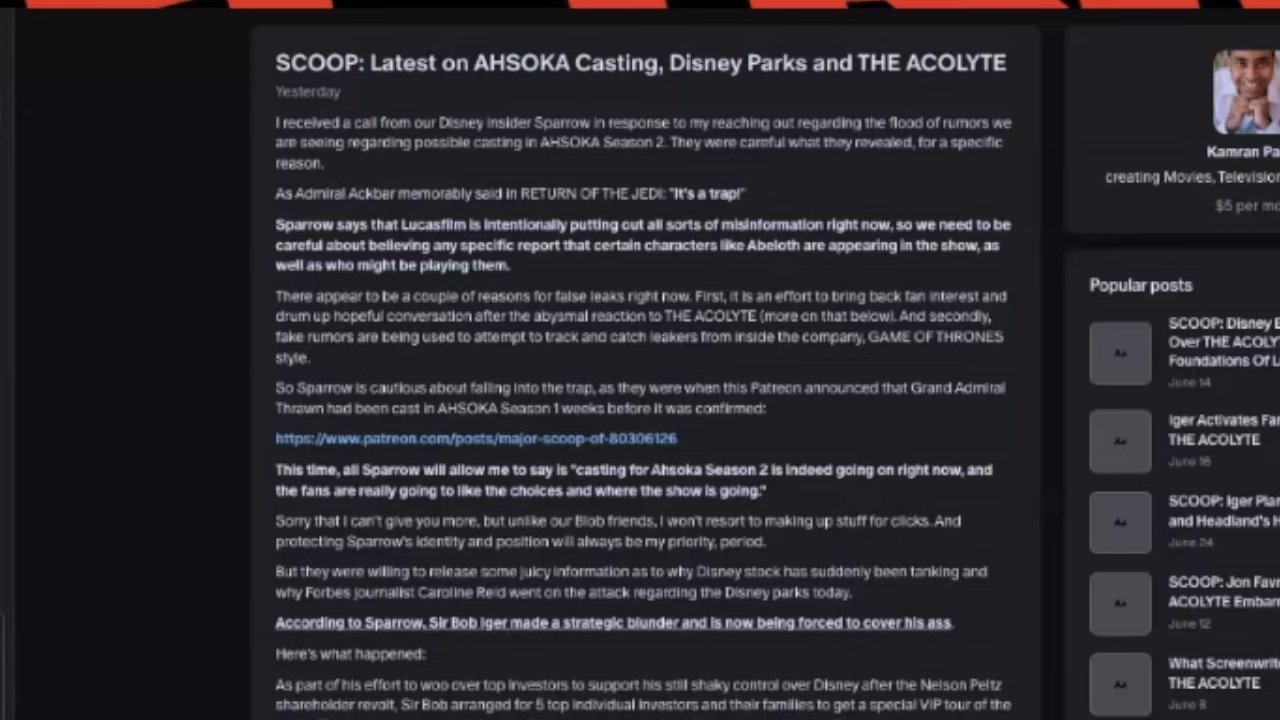 SCOOP: Latest on AHSOKA Casting, Disney Parks and THE ACOLYTE
Yesterday
I received a call from our Disney insider Sparrow in response to my reaching out regarding the flood of rumors we
are seeing regarding possible casting in AHSOKA Season 2. They were careful what they revealed, for a specific
reason.
As Admiral Ackbar memorably said in RETURN OF THE JEDI: "It's a trap!"
Sparrow says that Lucasfilm is intentionally putting out all sorts of misinformation right now, so we need to be
careful about believing any specific report that certain characters like Abeloth are appearing in the show, as
well as who might be playing them.
There appear to be a couple of reasons for false leaks right now. First, it is an effort to bring back fan interest and
drum up hopeful conversation after the abysmal reaction to THE ACOLYTE (more on that below). And secondly,
fake rumors are being used to attempt to track and catch leakers from inside the company, GAME OF THRONES
style.
So Sparrow is cautious about falling into the trap, as they were when this Patreon announced that Grand Admiral
Thrawn had been cast in AHSOKA Season 1 weeks before it was confirmed:
https://www.patreon.com/posts/major-scoop-of-80306126
This time, all Sparrow will allow me to say is "casting for Ahsoka Season 2 is indeed going on right now, and
the fans are really going to like the choices and where the show is going."
Sorry that I can't give you more, but unlike our Blob friends, I won't resort to making up stuff for clicks. And
protecting Sparrow's identity and position will always be my priority, period.
But they were willing to release some juicy information as to why Disney stock has suddenly been tanking and
why Forbes journalist Caroline Reid went on the attack regarding the Disney parks today.
According to Sparrow, Sir Bob Iger made a strategic blunder and is now being forced to cover his ass.
Here's what happened:
As part of his effort to woo over top investors to support his still shaky control over Disney after the Nelson Peltz
shareholder revolt, Sir Bob arranged for 5 top individual investors and their families to get a special VIP tour of the
Kamran Pa
creating Movies, Television
$5 per mo
Popular posts
SCOOP: Disney D
Over THE ACOLY
Foundations Of L
June 14
Iger Activates Fa
THE ACOLYTE
June 16
SCOOP: Iger Pla
and Headland's
June 24
SCOOP: Jon Fav
ACOLYTE Embar
June 12
What Screenwrit
THE ACOLYTE
June 8